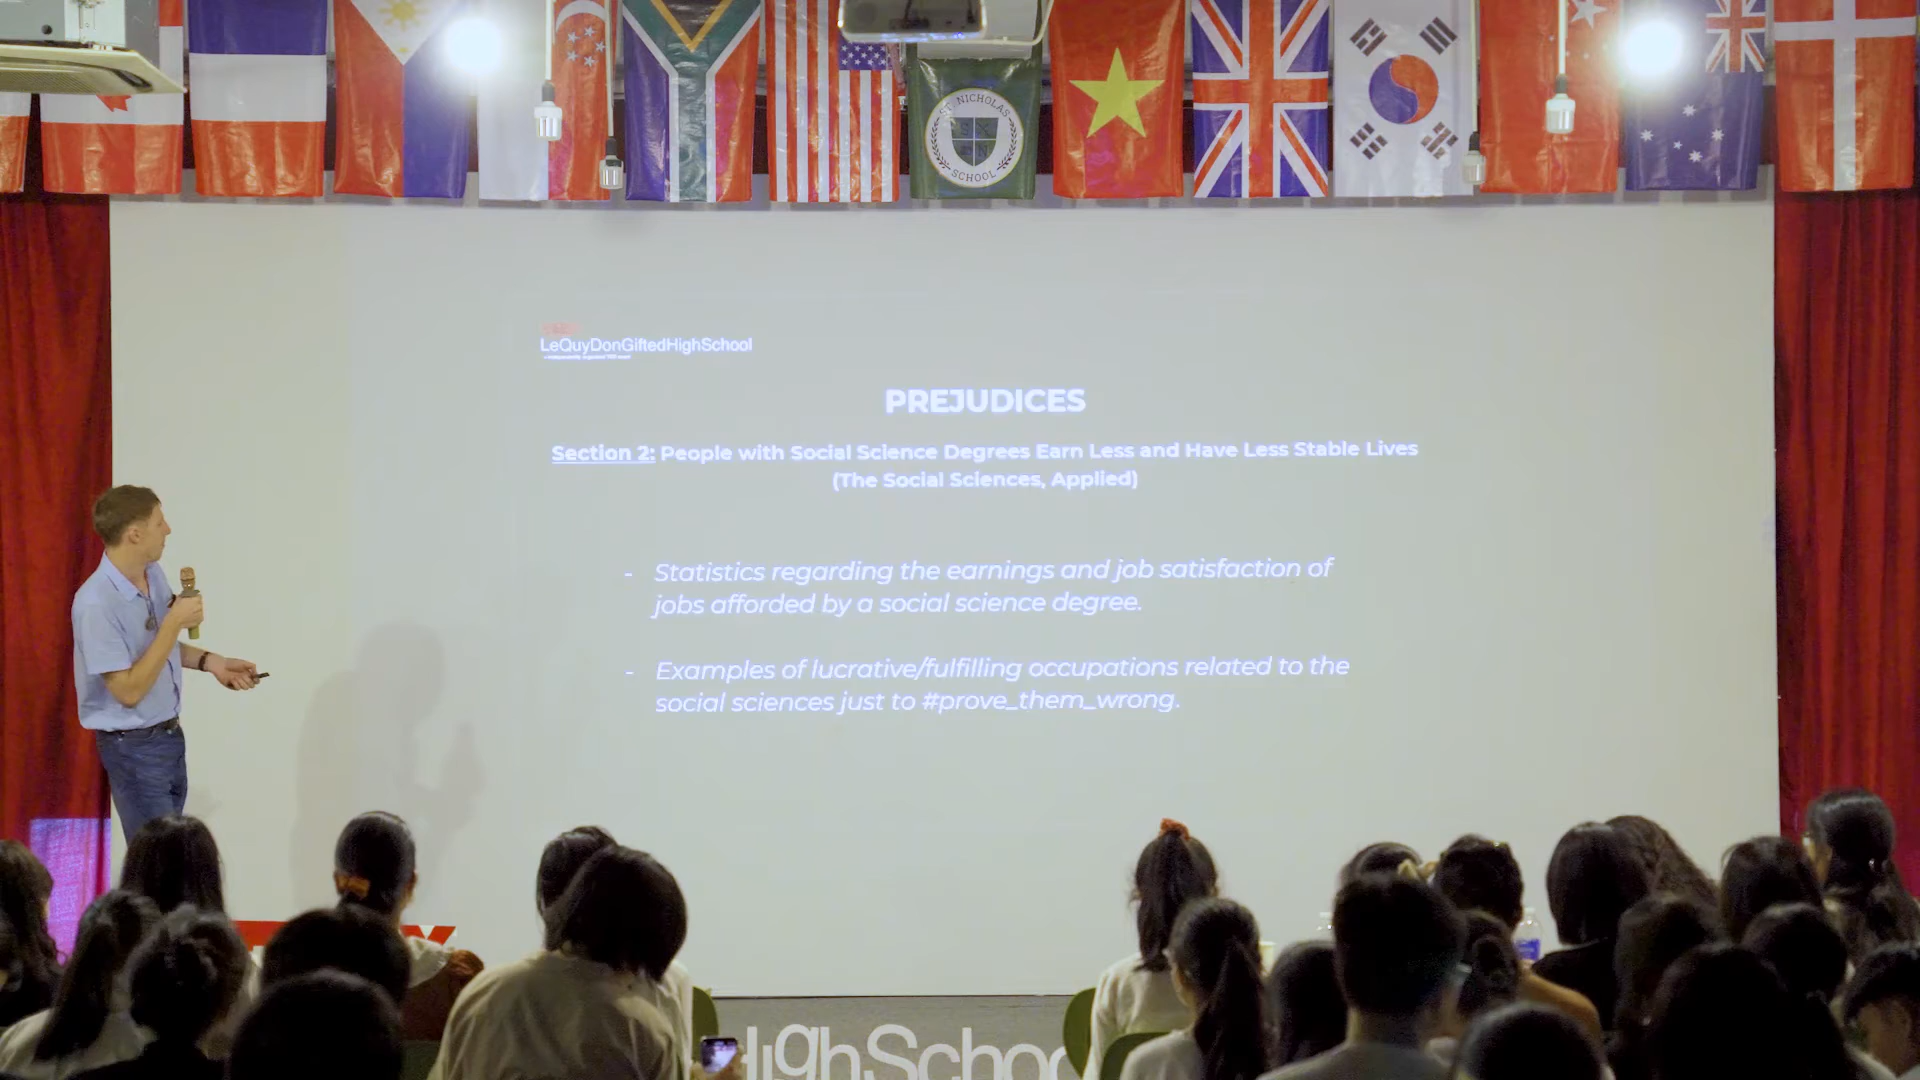 ST. NICHOLAS
SCHOOL
LeQuyDonGiftedHighSchool
PREJUDICES
Section 2: People with Social Science Degrees Earn Less and Have Less Stable Lives
(The Social Sciences, Applied)
- Statistics regarding the earnings and job satisfaction of
jobs afforded by a social science degree.
- Examples of lucrative/fulfilling occupations related to the
social sciences just to #prove_them_wrong.
HighSchool